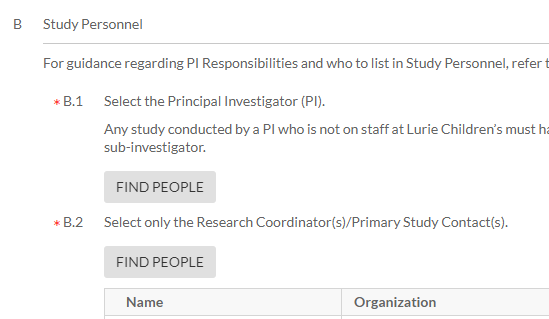 B Study Personnel
For guidance regarding PI Responsibilities and who to list in Study Personnel, refer
* B.1 Select the Principal Investigator (PI).
Any study conducted by a PI who is not on staff at Lurie Children's must
sub-investigator.
FIND PEOPLE
* B.2 Select only the Research Coordinator(s)/Primary Study Contact(s).
FIND PEOPLE
Name Organization